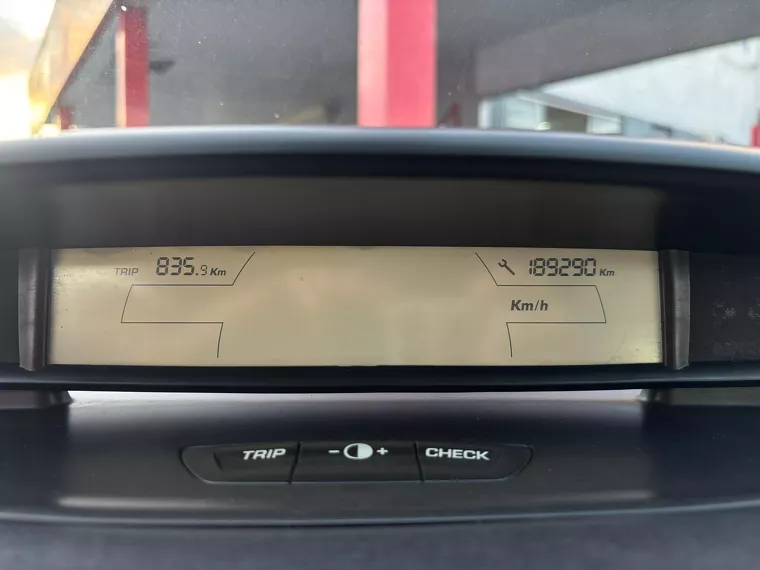 TRIP 835.9 Km 189290 Km
Km/h
TRIP - + CHECK